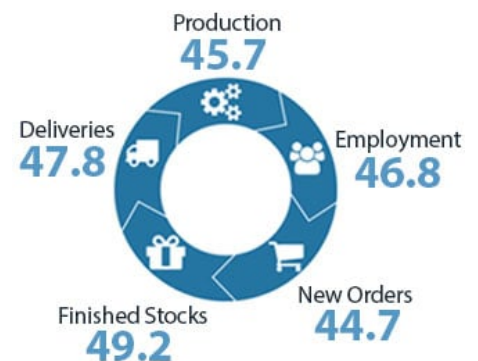 Production
45.7
Deliveries
47.8
Employment
46.8
New Orders
44.7
Finished Stocks
49.2